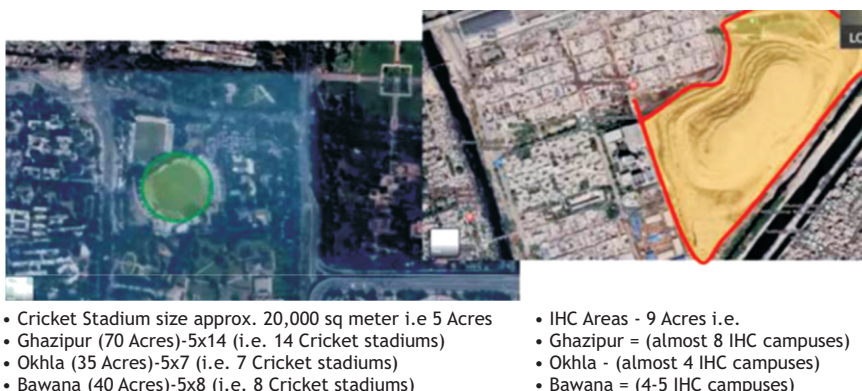 LO
• Cricket Stadium size approx. 20,000 sq meter i.e 5 Acres
• Ghazipur (70 Acres)-5x14 (i.e. 14 Cricket stadiums)
• Okhla (35 Acres)-5x7 (i.e. 7 Cricket stadiums)
• Bawana (40 Acres)-5x8 (i.e. 8 Cricket stadiums)
• IHC Areas - 9 Acres i.e.
• Ghazipur = (almost 8 IHC campuses)
• Okhla - (almost 4 IHC campuses)
• Bawana = (4-5 IHC campuses)